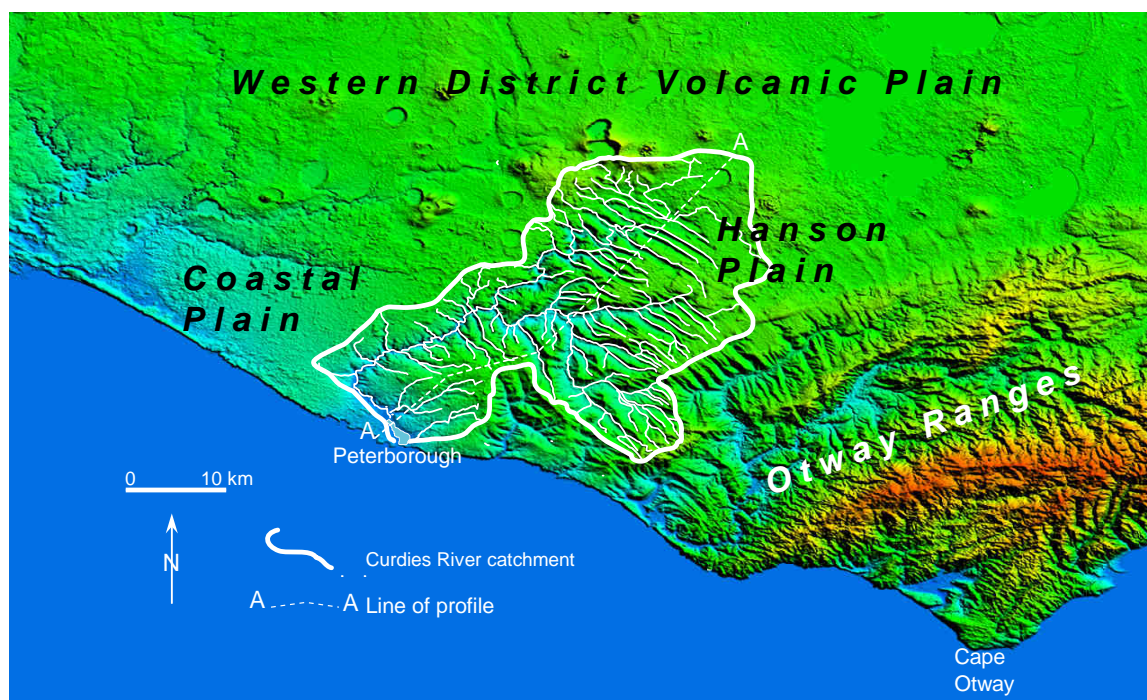 Western District Volcanic Plain
A
Hanson
Plain
Coastal
Plain
Otway Ranges
A
Peterborough
0 10 km
N
Curdies River catchment
A A Line of profile
Cape
Otway